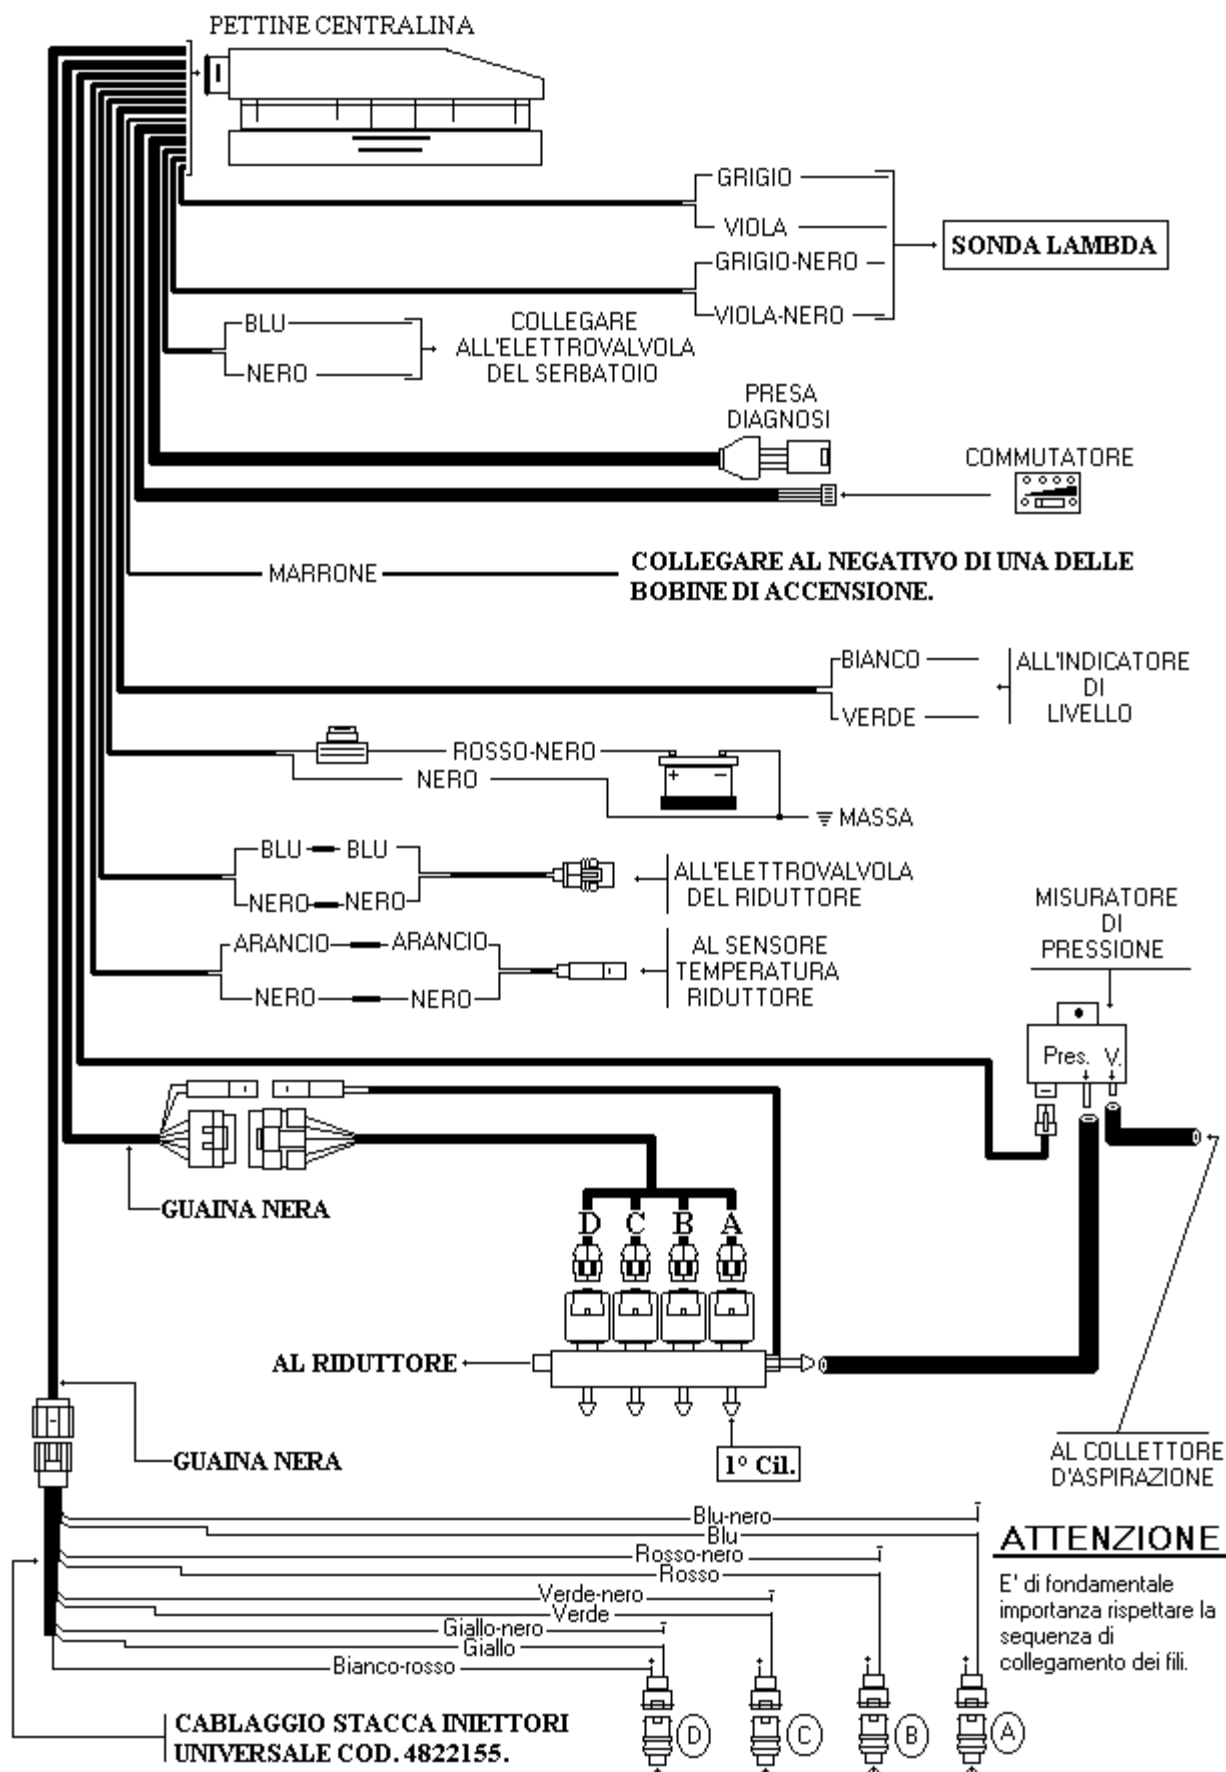 PETTINE CENTRALINA
GRIGIO
VIOLA
SONDA LAMBDA
GRIGIO-NERO
VIOLA-NERO
BLU
NERO
COLLEGARE
ALL'ELETTROVALVOLA
DEL SERBATOIO
PRESA
DIAGNOSI
COMMUTATORE
MARRONE
COLLEGARE AL NEGATIVO DI UNA DELLE
BOBINE DI ACCENSIONE.
BIANCO
VERDE
ALL'INDICATORE
DI
LIVELLO
ROSSO-NERO
NERO
+ −
MASSA
BLU BLU
NERO NERO
ALL'ELETTROVALVOLA
DEL RIDUTTORE
ARANCIO ARANCIO
NERO NERO
AL SENSORE
TEMPERATURA
RIDUTTORE
MISURATORE
DI
PRESSIONE
Pres. V.
GUAINA NERA
D C B A
AL RIDUTTORE
1° Cil.
GUAINA NERA
AL COLLETTORE
D'ASPIRAZIONE
Blu-nero
Blu
Rosso-nero
Rosso
Verde-nero
Verde
Giallo-nero
Giallo
Bianco-rosso
ATTENZIONE
E' di fondamentale
importanza rispettare la
sequenza di
collegamento dei fili.
CABLAGGIO STACCA INIETTORI
UNIVERSALE COD. 4822155.
D C B A